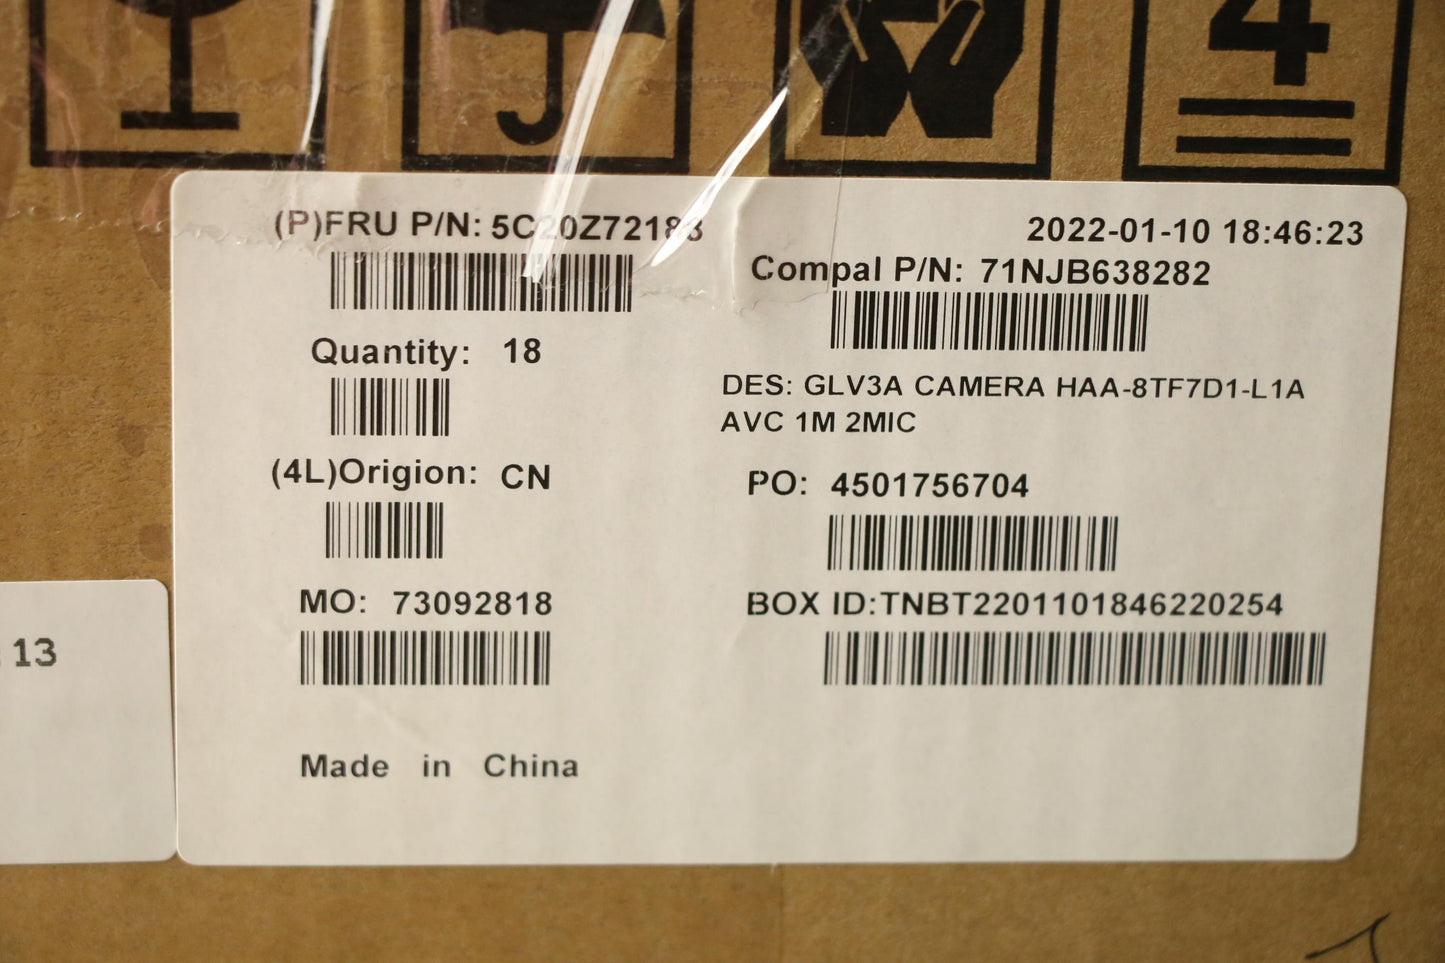 4
(P)FRU P/N: 5C20Z72183
2022-01-10 18:46:23
Compal P/N: 71NJB638282
Quantity: 18
DES: GLV3A CAMERA HAA-8TF7D1-L1A
AVC 1M 2MIC
(4L)Origion: CN
PO: 4501756704
MO: 73092818
BOX ID:TNBT2201101846220254
13
Made in China